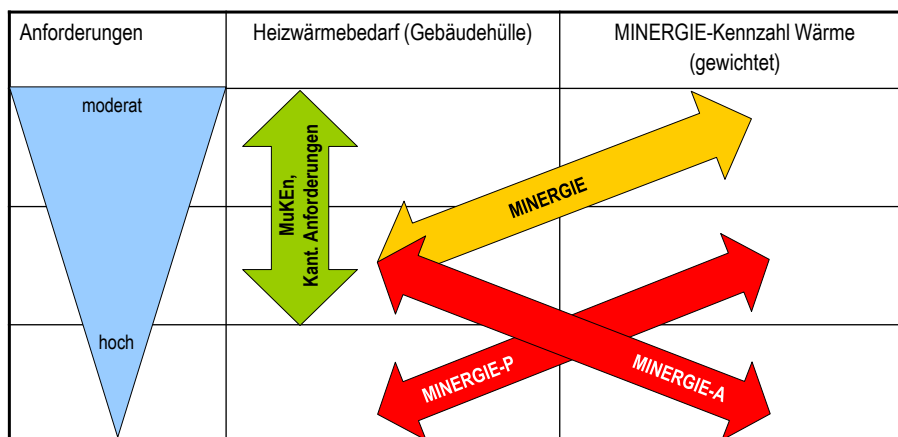 Anforderungen
Heizwärmebedarf (Gebäudehülle)
MINERGIE-Kennzahl Wärme
(gewichtet)
moderat
MuKEn,
Kant. Anforderungen
MINERGIE
hoch
MINERGIE-P
MINERGIE-A